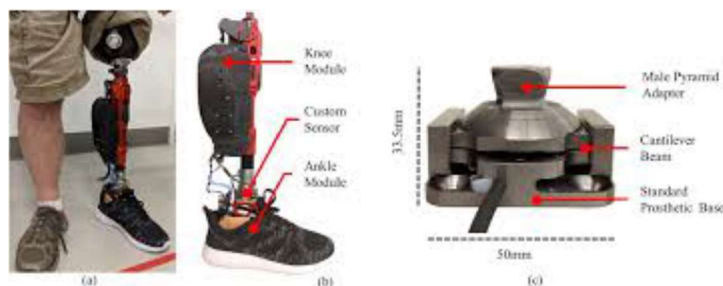 Knee
Module
Custom
Sensor
Ankle
Module
(a)
(b)
33.5mm
Male Pyramid
Adapter
Cantilever
Beam
Standard
Prosthetic Base
50mm
(c)